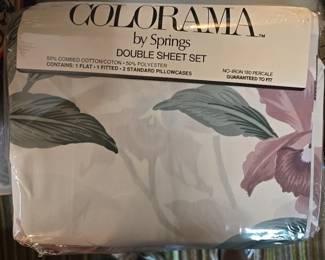 COLORAMA™
by Springs
DOUBLE SHEET SET
50% COMBED COTTON/COTON • 50% POLYESTER
CONTAINS: 1 FLAT • 1 FITTED • 2 STANDARD PILLOWCASES
NO-IRON 180 PERCALE
GUARANTEED TO FIT